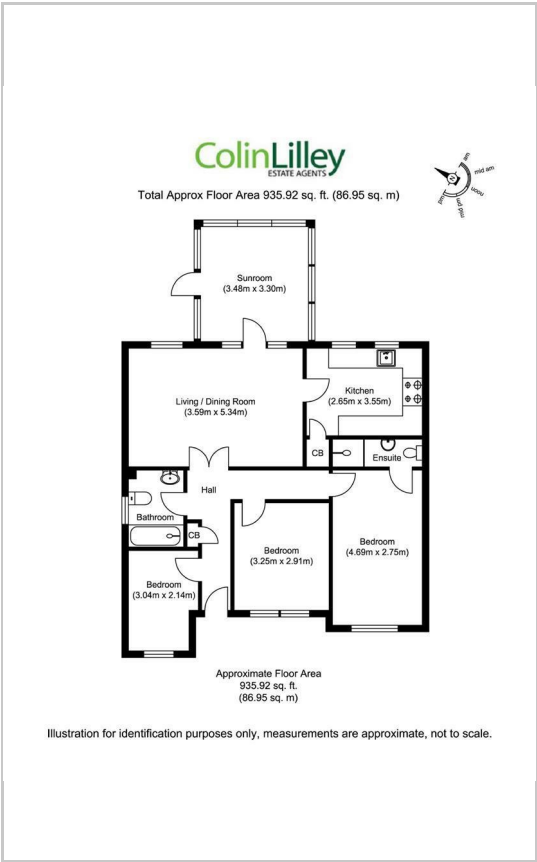 ColinLilley
ESTATE AGENTS
Total Approx Floor Area 935.92 sq. ft. (86.95 sq. m)
N
am
mid am
noon
mid pm
pm
Sunroom
(3.48m x 3.30m)
Living / Dining Room
(3.59m x 5.34m)
Kitchen
(2.65m x 3.55m)
CB
Ensuite
Hall
Bathroom
CB
Bedroom
(3.25m x 2.91m)
Bedroom
(4.69m x 2.75m)
Bedroom
(3.04m x 2.14m)
Approximate Floor Area
935.92 sq. ft.
(86.95 sq. m)
Illustration for identification purposes only, measurements are approximate, not to scale.